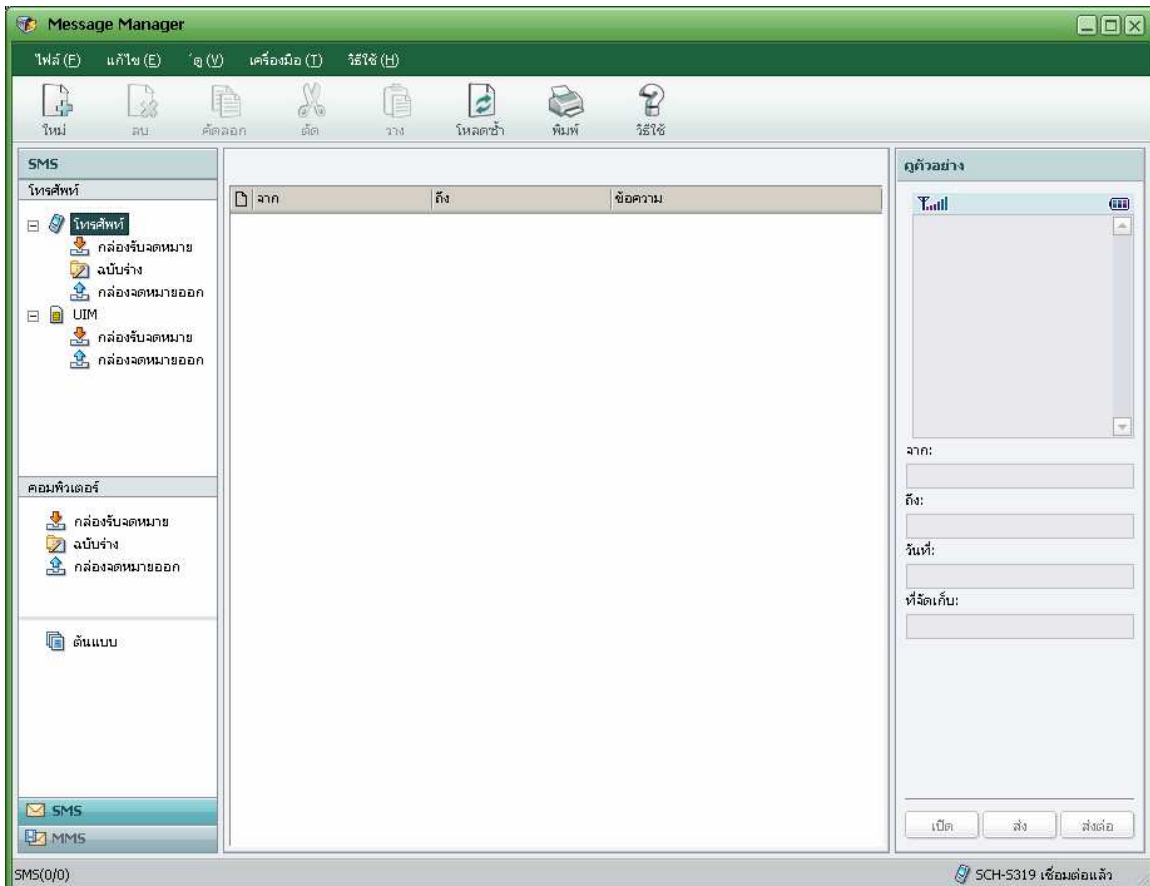 Message Manager
ไฟล์(F) แก้ไข(E) ่ดู(V) เครื่องมือ(T) วิธีใช้(H)
ใหม่ ลบ คัดลอก ตัด วาง โหลดซ้ำ พิมพ์ วิธีใช้
SMS
โทรศัพท์
โทรศัพท์
กล่องรับจดหมาย
ฉบับร่าง
กล่องจดหมายออก
UIM
กล่องรับจดหมาย
กล่องจดหมายออก
คอมพิวเตอร์
กล่องรับจดหมาย
ฉบับร่าง
กล่องจดหมายออก
ต้นแบบ
SMS
MMS
จาก ถึง ข้อความ
ดูตัวอย่าง
จาก:
ถึง:
วันที่:
ที่จัดเก็บ:
เปิด ส่ง ส่งต่อ
SMS(0/0)
SCH-S319 เชื่อมต่อแล้ว